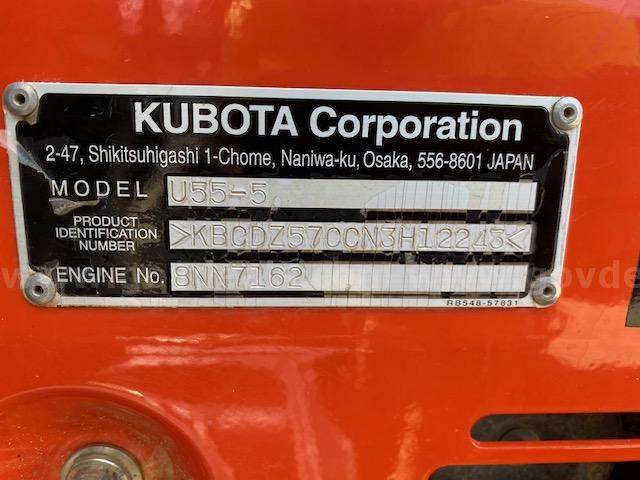 KUBOTA Corporation
2-47, Shikitsuhigashi 1-Chome, Naniwa-ku, Osaka, 556-8601 JAPAN
MODEL U55-5
PRODUCT
IDENTIFICATION
NUMBER >KBCDZ57CCN3H12243<
ENGINE No. 8NN7162
RB548-57831